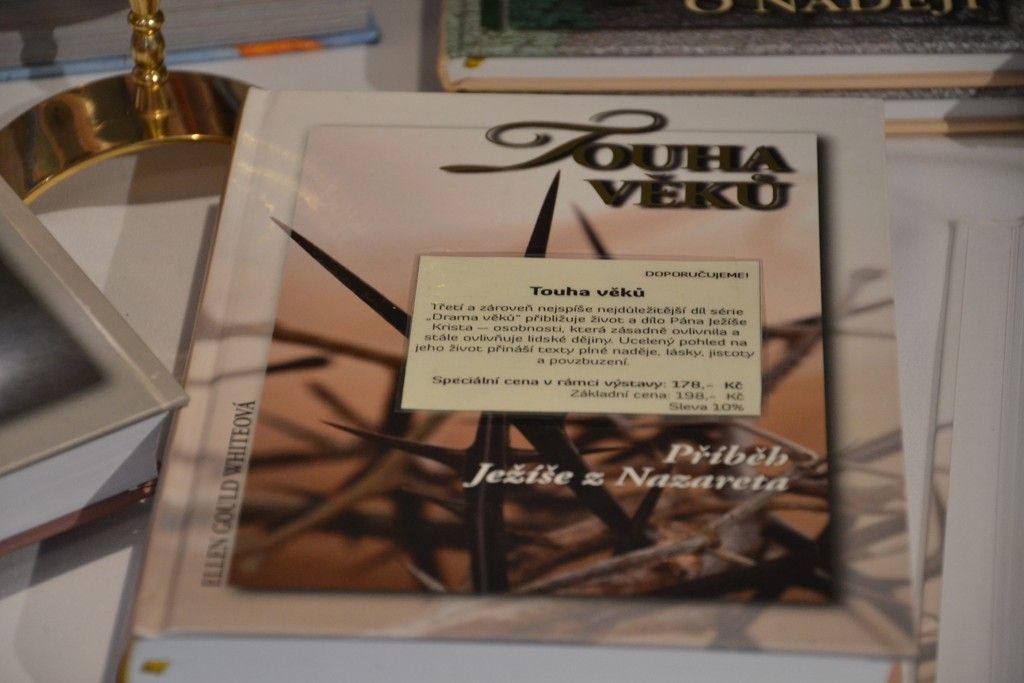 O NADĚJI
TOUHA
VĚKŮ
DOPORUČUJEME!
Touha věků
Třetí a zároveň nejspíše nejdůležitější díl série
„Drama věků" přibližuje život a dílo Pána Ježíše
Krista — osobnosti, která zásadně ovlivnila a
stále ovlivňuje lidské dějiny. Ucelený pohled na
jeho život přináší texty plné naděje, lásky, jistoty
a povzbuzení.
Speciální cena v rámci výstavy: 178,- Kč
Základní cena: 198,- Kč
Sleva 10%
Příběh
Ježíše z Nazareta
ELLEN GOULD WHITEOVÁ